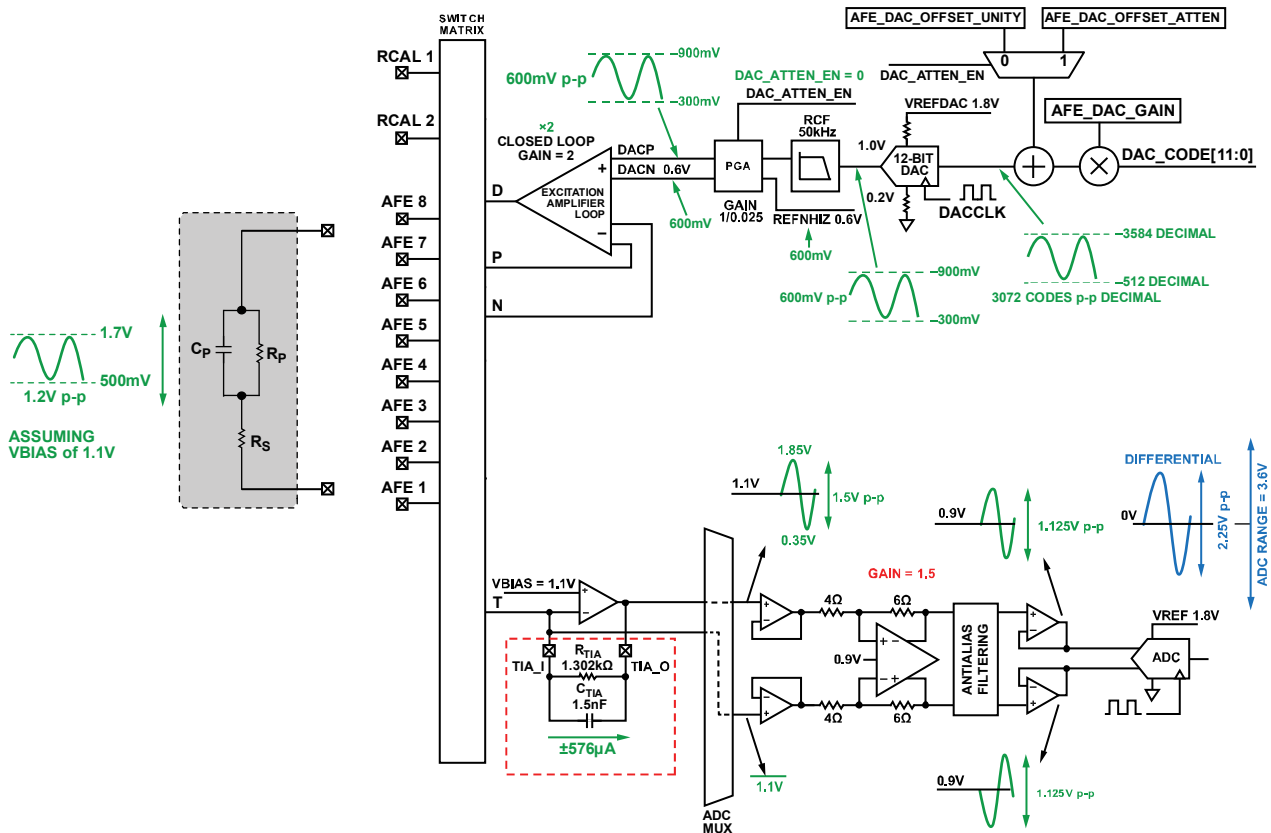 AFE_DAC_OFFSET_UNITY
AFE_DAC_OFFSET_ATTEN
SWITCH
MATRIX
RCAL 1
RCAL 2
AFE 8
AFE 7
AFE 6
AFE 5
AFE 4
AFE 3
AFE 2
AFE 1
600mV p-p
–900mV
–300mV
×2
CLOSED LOOP
GAIN = 2
DACP
DACN 0.6V
EXCITATION
AMPLIFIER
LOOP
+
–
D
P
N
T
600mV
DAC_ATTEN_EN = 0
DAC_ATTEN_EN
PGA
GAIN
1/0.025
RCF
50kHz
REFNHIZ 0.6V
600mV
VREFDAC 1.8V
1.0V
12-BIT
DAC
0.2V
DACCLK
DAC_ATTEN_EN
0 1
+
×
AFE_DAC_GAIN
DAC_CODE[11:0]
600mV p-p
–900mV
–300mV
–3584 DECIMAL
–512 DECIMAL
3072 CODES p-p DECIMAL
1.7V
500mV
1.2V p-p
ASSUMING
VBIAS of 1.1V
CP
RP
RS
VBIAS = 1.1V
+
–
TIA_I
RTIA
1.302kΩ
TIA_O
CTIA
1.5nF
±576µA
ADC
MUX
1.85V
1.1V
1.5V p-p
0.35V
1.1V
+
–
–
+
GAIN = 1.5
4Ω
6Ω
0.9V
+ –
– +
4Ω
6Ω
ANTIALIAS
FILTERING
+
–
–
+
0.9V
1.125V p-p
0.9V
1.125V p-p
DIFFERENTIAL
0V
2.25V p-p
ADC RANGE = 3.6V
VREF 1.8V
ADC